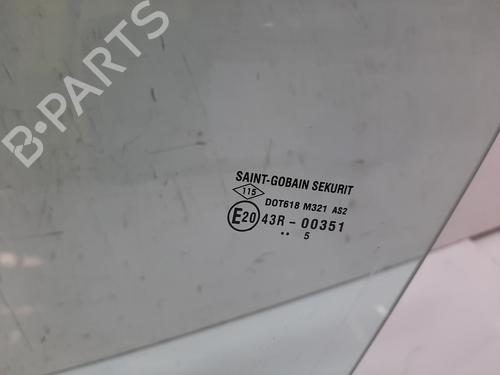 B-PARTS
SAINT-GOBAIN SEKURIT
115
DOT618 M321 AS2
E20 43R-00351
.. 5